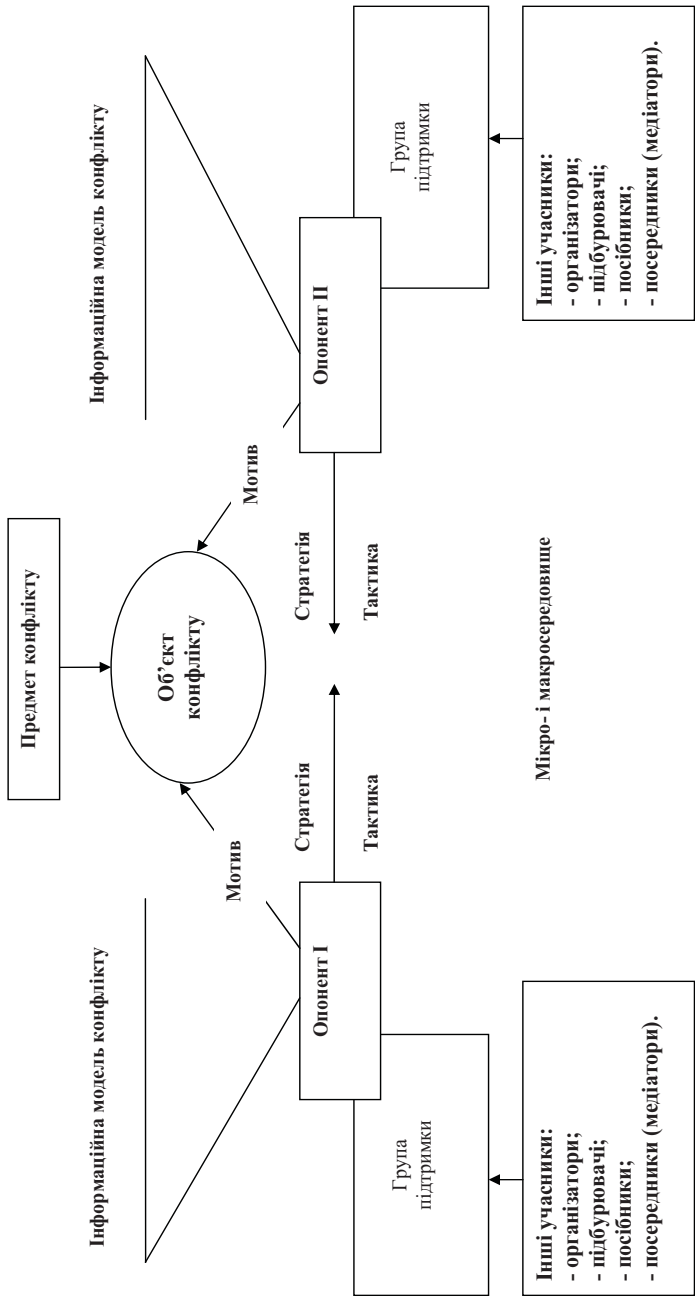 Предмет конфлікту
Інформаційна модель конфлікту
Інформаційна модель конфлікту
Об’єкт
конфлікту
Мотив
Мотив
Опонент І
Стратегія
Тактика
Стратегія
Тактика
Опонент ІІ
Група
підтримки
Група
підтримки
Мікро- і макросередовище
Інші учасники:
- організатори;
- підбурювачі;
- посібники;
- посередники (медіатори).
Інші учасники:
- організатори;
- підбурювачі;
- посібники;
- посередники (медіатори).